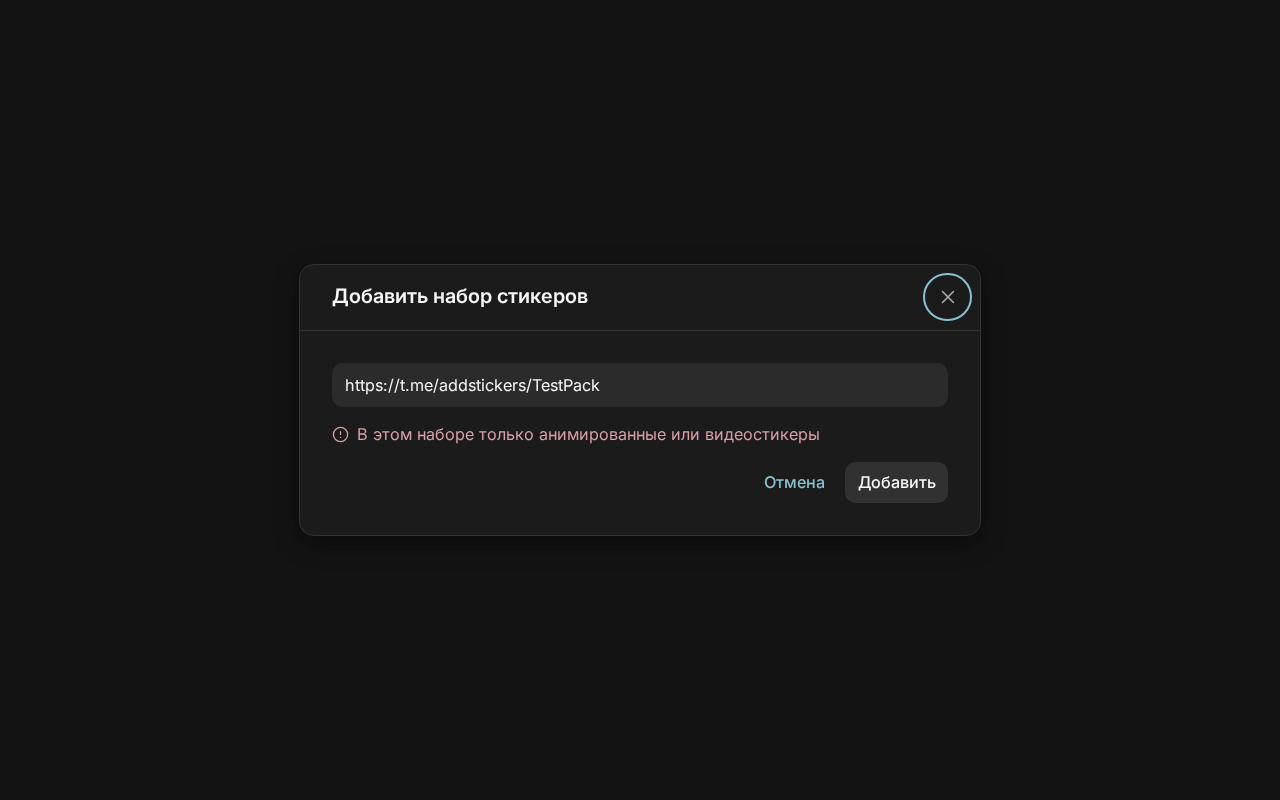 Добавить набор стикеров
https://t.me/addstickers/TestPack
В этом наборе только анимированные или видеостикеры
Отмена
Добавить